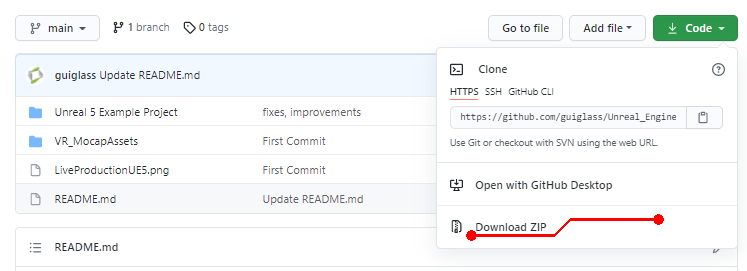 main
1 branch
0 tags
Go to file
Add file
Code
guiglass Update README.md
Unreal 5 Example Project fixes, improvements
VR_MocapAssets First Commit
LiveProductionUE5.png First Commit
README.md Update README.md
README.md
Clone
HTTPS SSH GitHub CLI
https://github.com/guiglass/Unreal_Engine
Use Git or checkout with SVN using the web URL.
Open with GitHub Desktop
Download ZIP